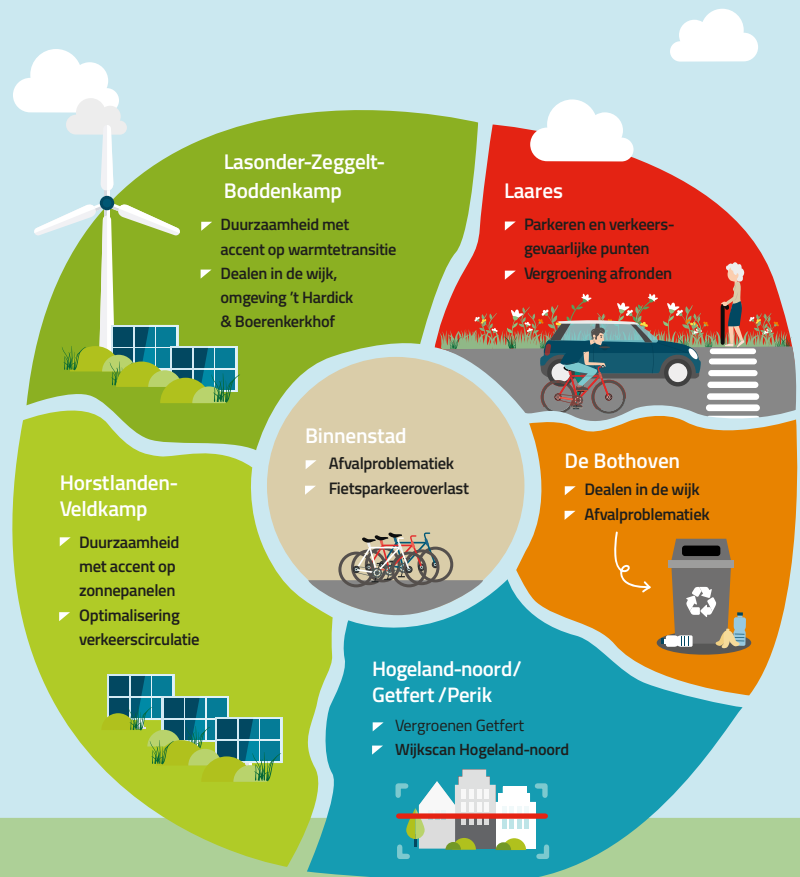 Lasonder-Zeggelt-
Boddenkamp
Duurzaamheid met
accent op warmtetransitie
Dealen in de wijk,
omgeving ’t Hardick
& Boerenkerkhof
Laares
Parkeren en verkeers-
gevaarlijke punten
Vergroening afronden
Binnenstad
Afvalproblematiek
Fietsparkeeroverlast
De Bothoven
Dealen in de wijk
Afvalproblematiek
Horstlanden-
Veldkamp
Duurzaamheid
met accent op
zonnepanelen
Optimalisering
verkeerscirculatie
Hogeland-noord/
Getfert /Perik
Vergroenen Getfert
Wijkscan Hogeland-noord